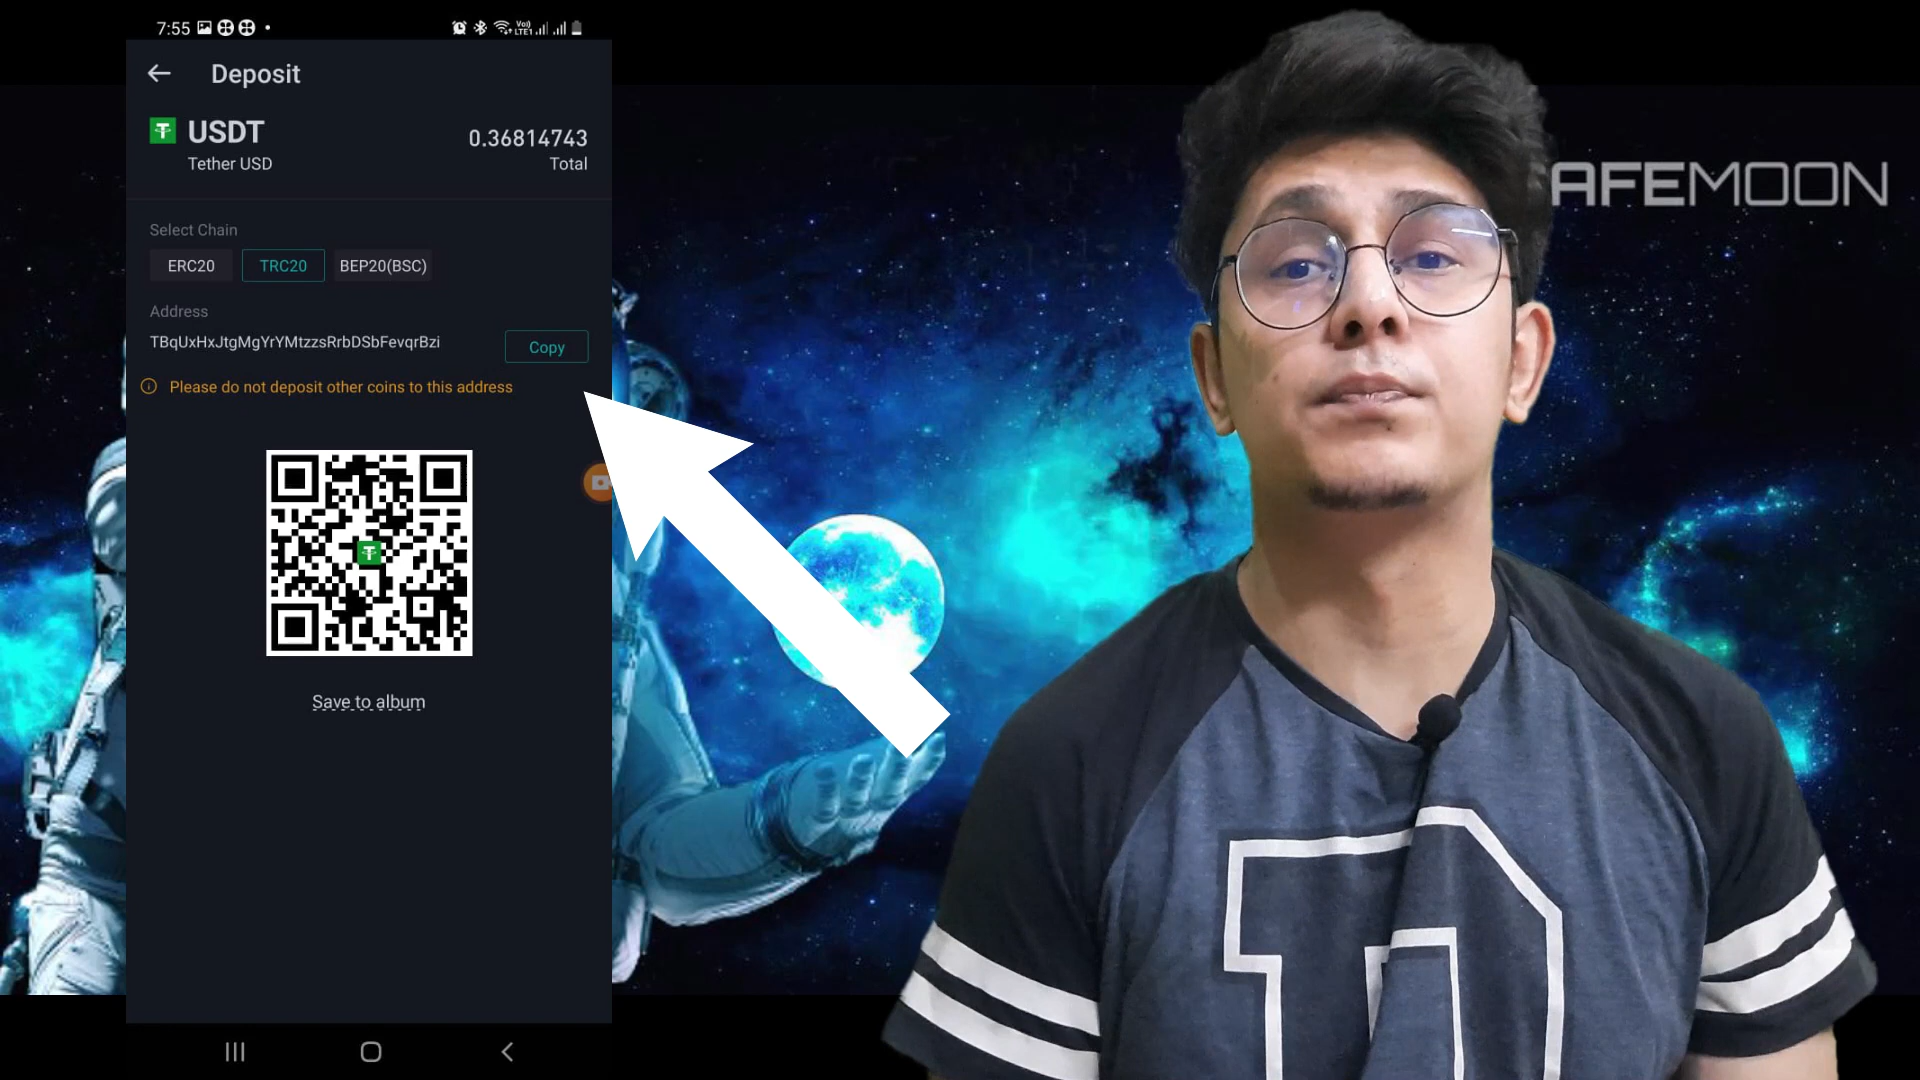 7:55
Deposit
USDT
0.36814743
Tether USD
Total
Select Chain
ERC20
TRC20
BEP20(BSC)
Address
TBqUxHxJtgMgYrYMtzzsRrbDSbFevqrBzi
Copy
Please do not deposit other coins to this address
Save to album
AFEMOON